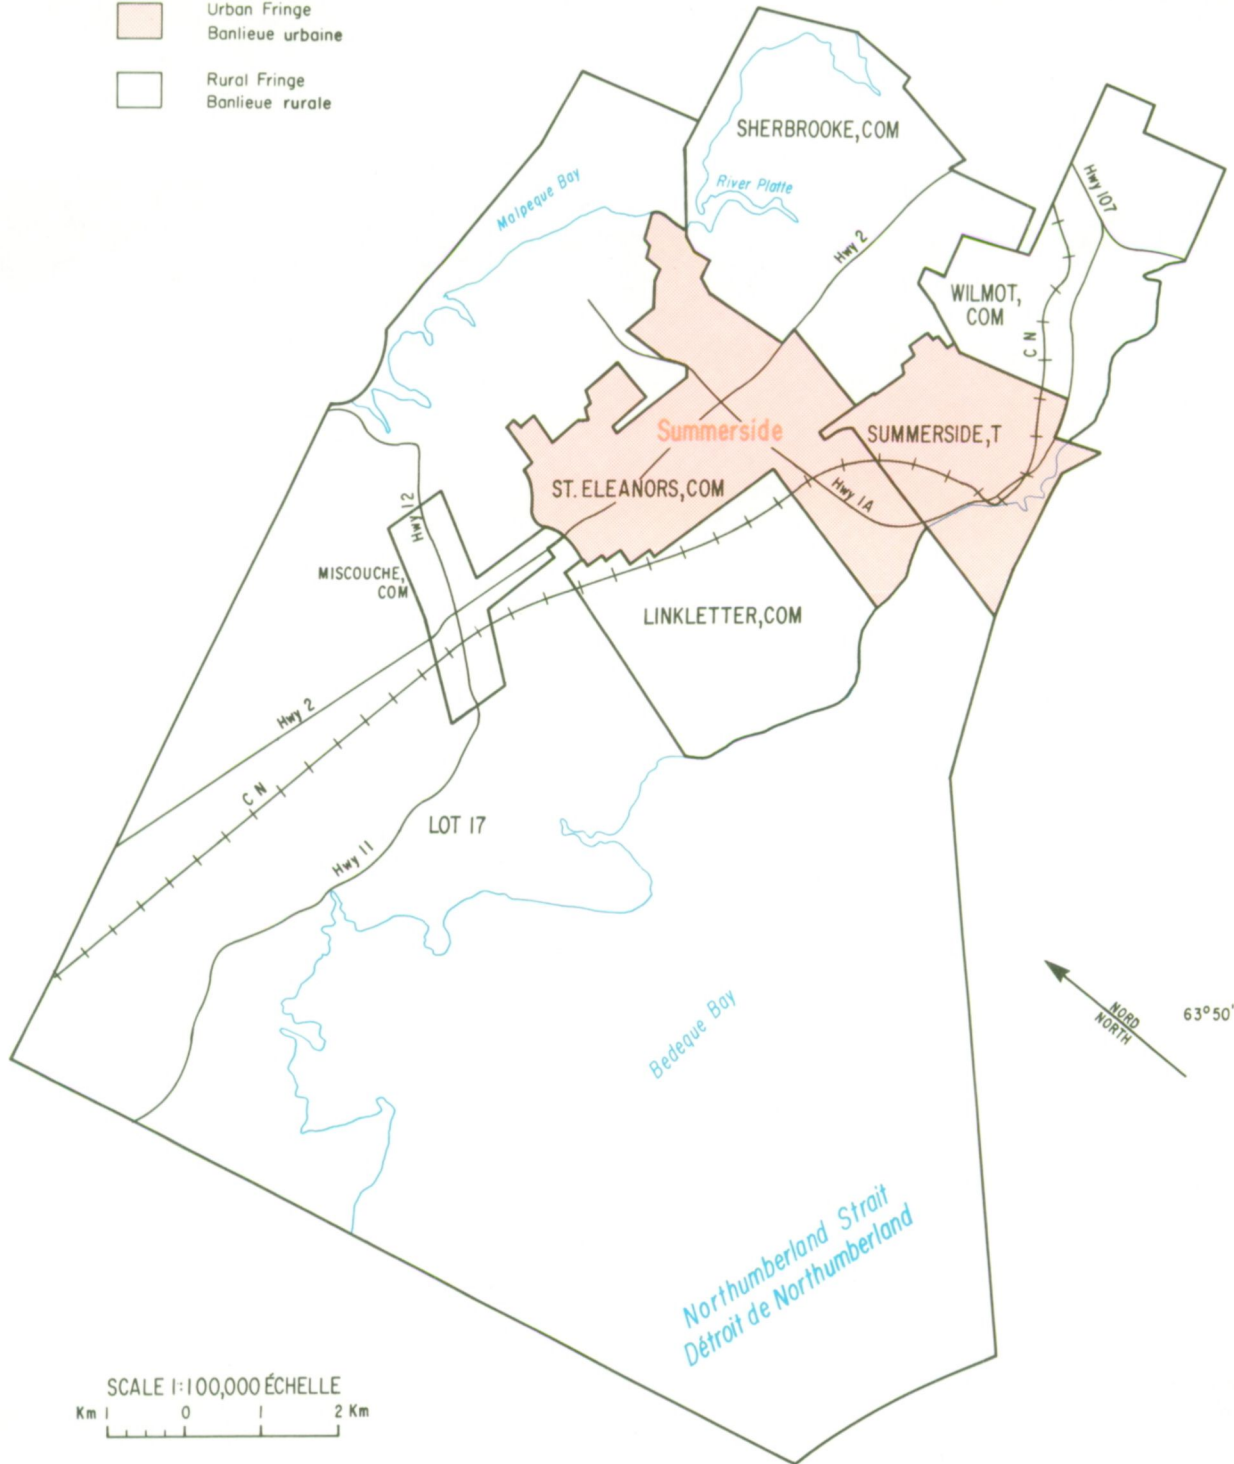 Urban Fringe
Banlieue urbaine
Rural Fringe
Banlieue rurale
SHERBROOKE, COM
Malpeque Bay
River Platte
Hwy 107
Hwy 2
WILMOT,
COM
C N
Summerside
SUMMERSIDE, T
ST. ELEANORS, COM
Hwy 1A
Hwy 12
MISCOUCHE,
COM
LINKLETTER, COM
Hwy 2
C N
LOT 17
Hwy 11
Bedeque Bay
NORD
NORTH
63°50'
Northumberland Strait
Détroit de Northumberland
SCALE 1:100,000 ÉCHELLE
Km 1 0 1 2 Km